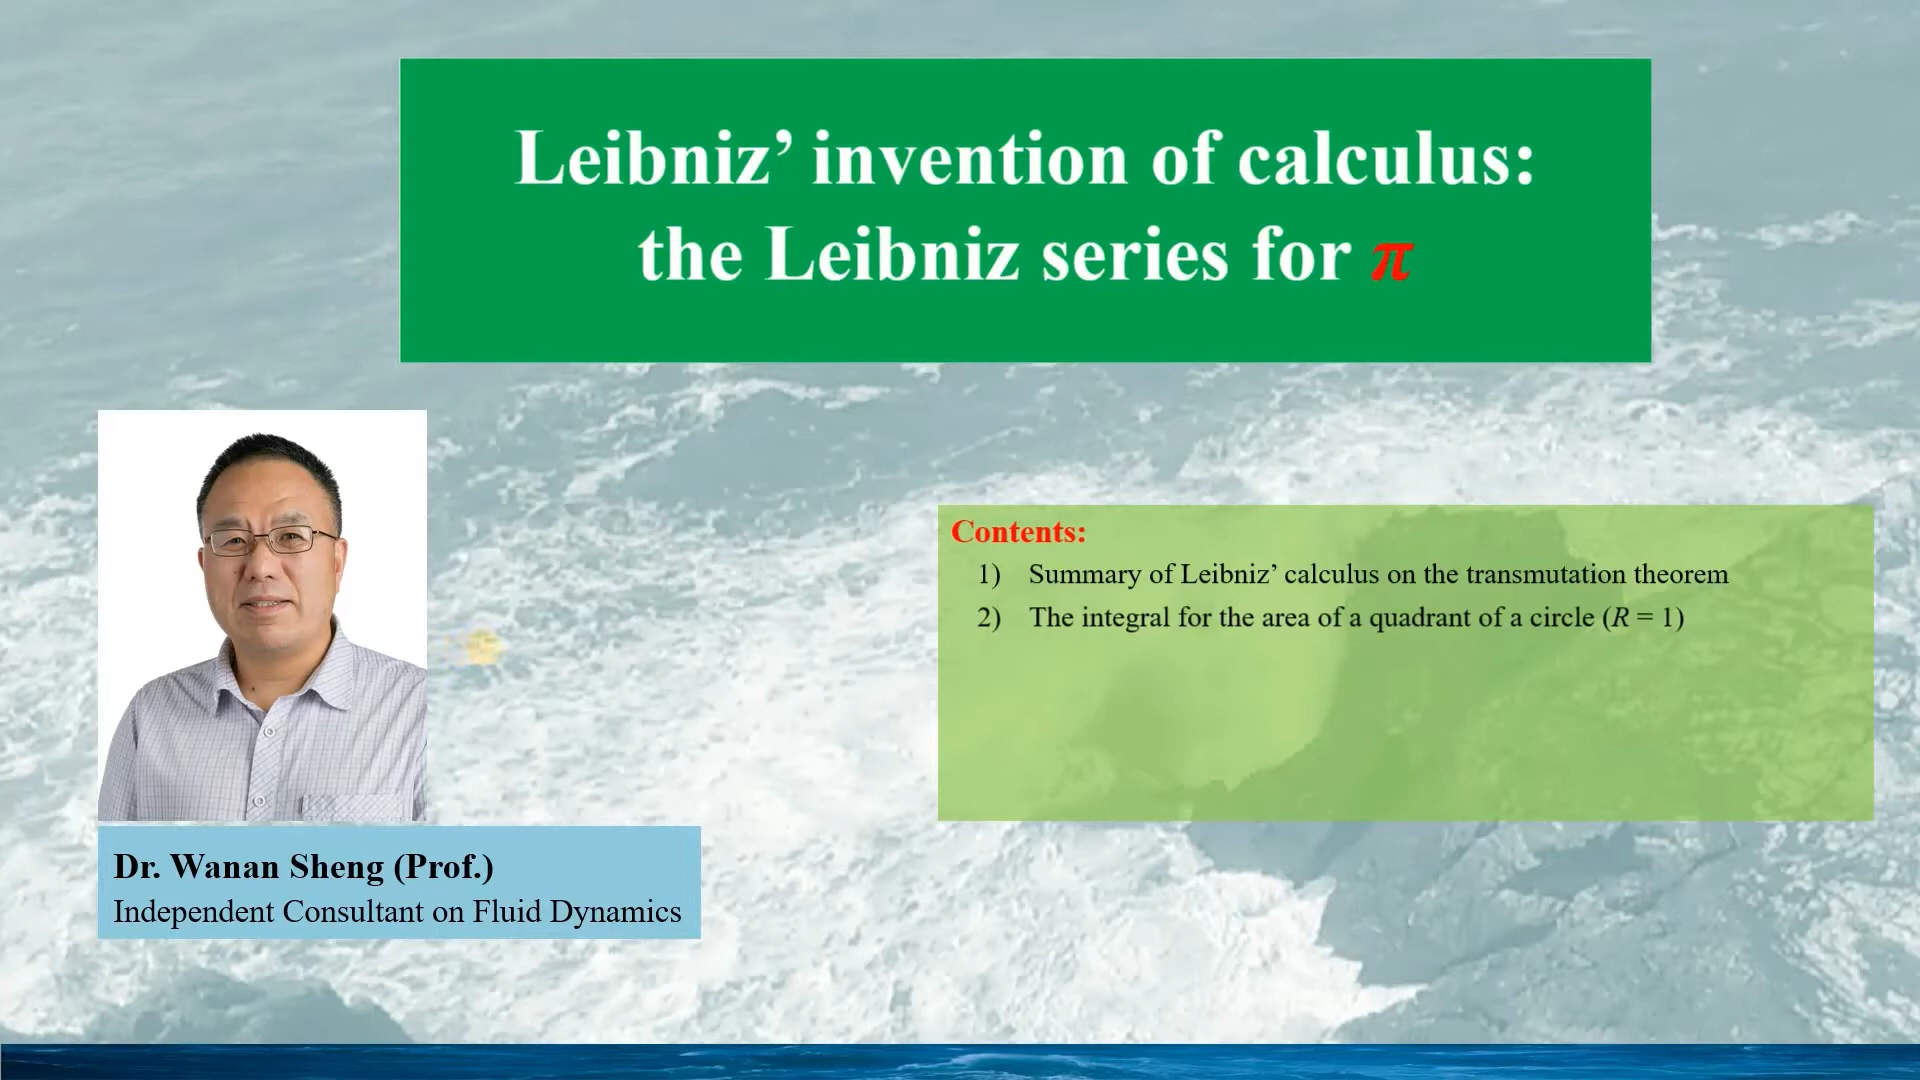 Leibniz’ invention of calculus:
the Leibniz series for π
Contents:
1) Summary of Leibniz’ calculus on the transmutation theorem
2) The integral for the area of a quadrant of a circle (R = 1)
Dr. Wanan Sheng (Prof.)
Independent Consultant on Fluid Dynamics